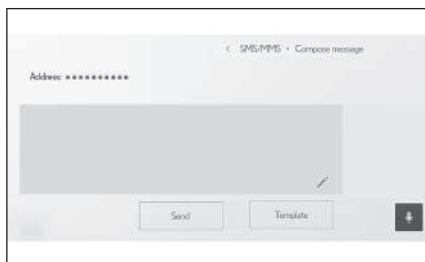 < SMS/MMS • Compose message
Address: **********
Send
Template